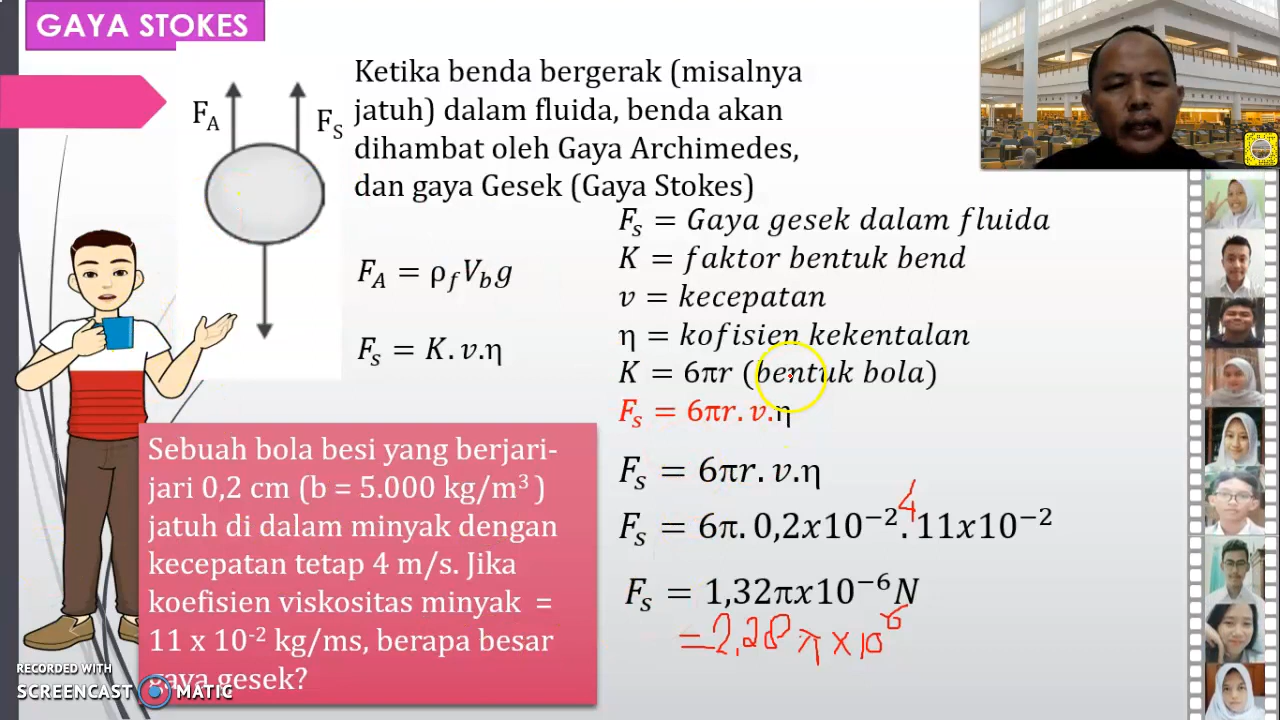 GAYA STOKES
Ketika benda bergerak (misalnya
jatuh) dalam fluida, benda akan
dihambat oleh Gaya Archimedes,
dan gaya Gesek (Gaya Stokes)
F_A
F_S
F_A = ρ_f V_b g
F_s = K. v.η
F_s = Gaya gesek dalam fluida
K = faktor bentuk bend
v = kecepatan
η = kofisien kekentalan
K = 6πr (bentuk bola)
F_s = 6πr. v.η
F_s = 6πr. v.η
4
F_s = 6π. 0,2x10⁻². 11x10⁻²
F_s = 1,32πx10⁻⁶N
Sebuah bola besi yang berjari-
jari 0,2 cm (b = 5.000 kg/m³ )
jatuh di dalam minyak dengan
kecepatan tetap 4 m/s. Jika
koefisien viskositas minyak =
11 x 10⁻² kg/ms, berapa besar
gaya gesek?
RECORDED WITH
SCREENCAST MATIC